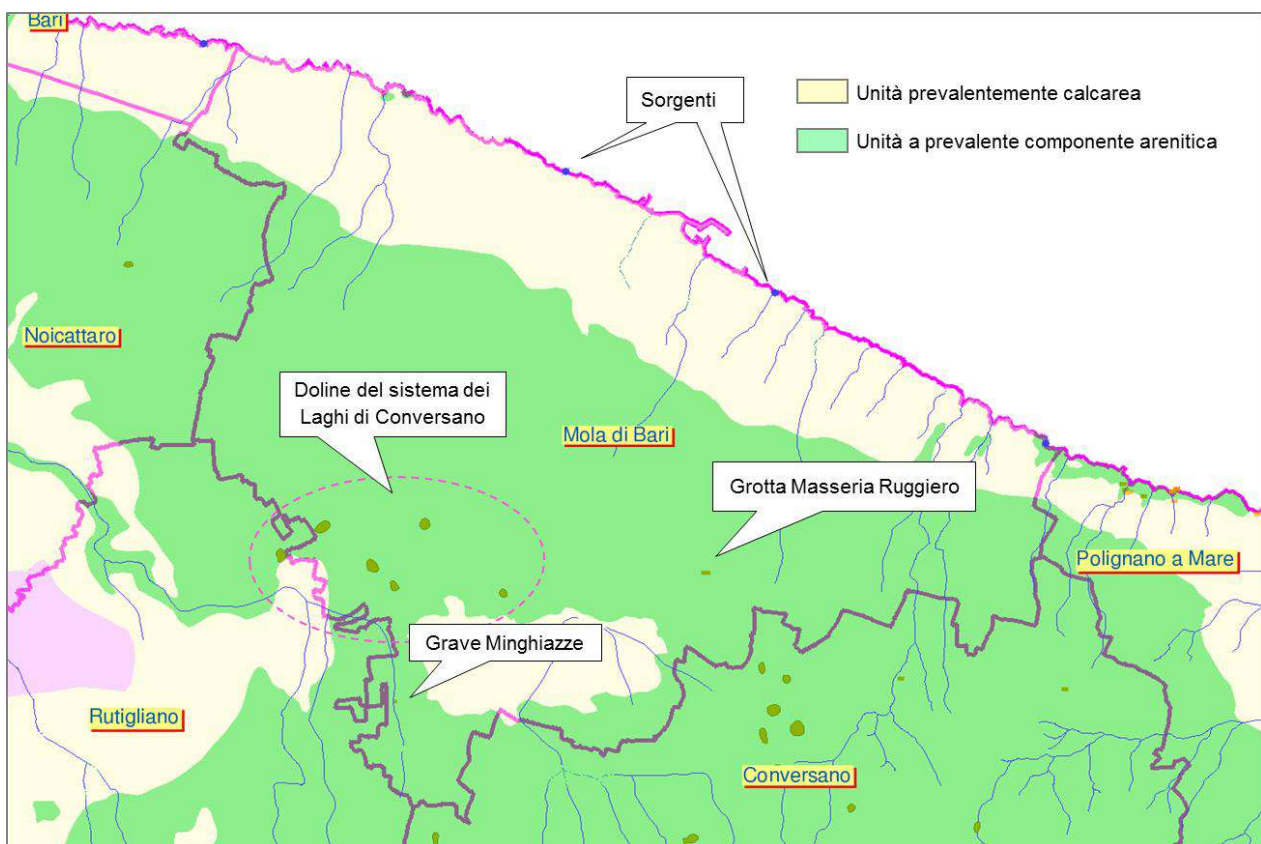 Bari
Sorgenti
Unità prevalentemente calcarea
Unità a prevalente componente arenitica
Noicattaro
Doline del sistema dei
Laghi di Conversano
Mola di Bari
Grotta Masseria Ruggiero
Polignano a Mare
Grave Minghiazze
Rutigliano
Conversano